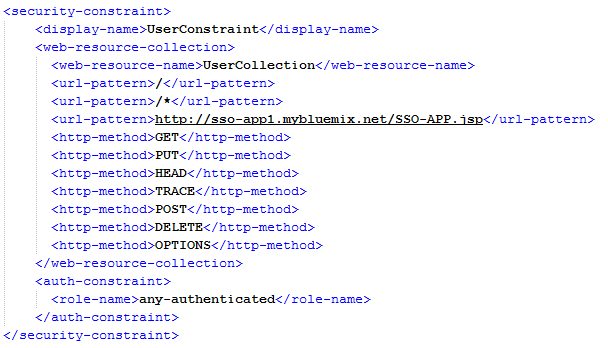 <security-constraint>
<display-name>UserConstraint</display-name>
<web-resource-collection>
<web-resource-name>UserCollection</web-resource-name>
<url-pattern>/</url-pattern>
<url-pattern>/*</url-pattern>
<url-pattern>http://sso-app1.mybluemix.net/SSO-APP.jsp</url-pattern>
<http-method>GET</http-method>
<http-method>PUT</http-method>
<http-method>HEAD</http-method>
<http-method>TRACE</http-method>
<http-method>POST</http-method>
<http-method>DELETE</http-method>
<http-method>OPTIONS</http-method>
</web-resource-collection>
<auth-constraint>
<role-name>any-authenticated</role-name>
</auth-constraint>
</security-constraint>